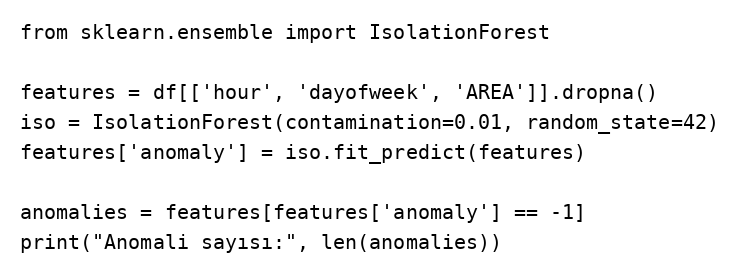 from sklearn.ensemble import IsolationForest
features = df[['hour', 'dayofweek', 'AREA']].dropna()
iso = IsolationForest(contamination=0.01, random_state=42)
features['anomaly'] = iso.fit_predict(features)
anomalies = features[features['anomaly'] == -1]
print("Anomali sayısı:", len(anomalies))